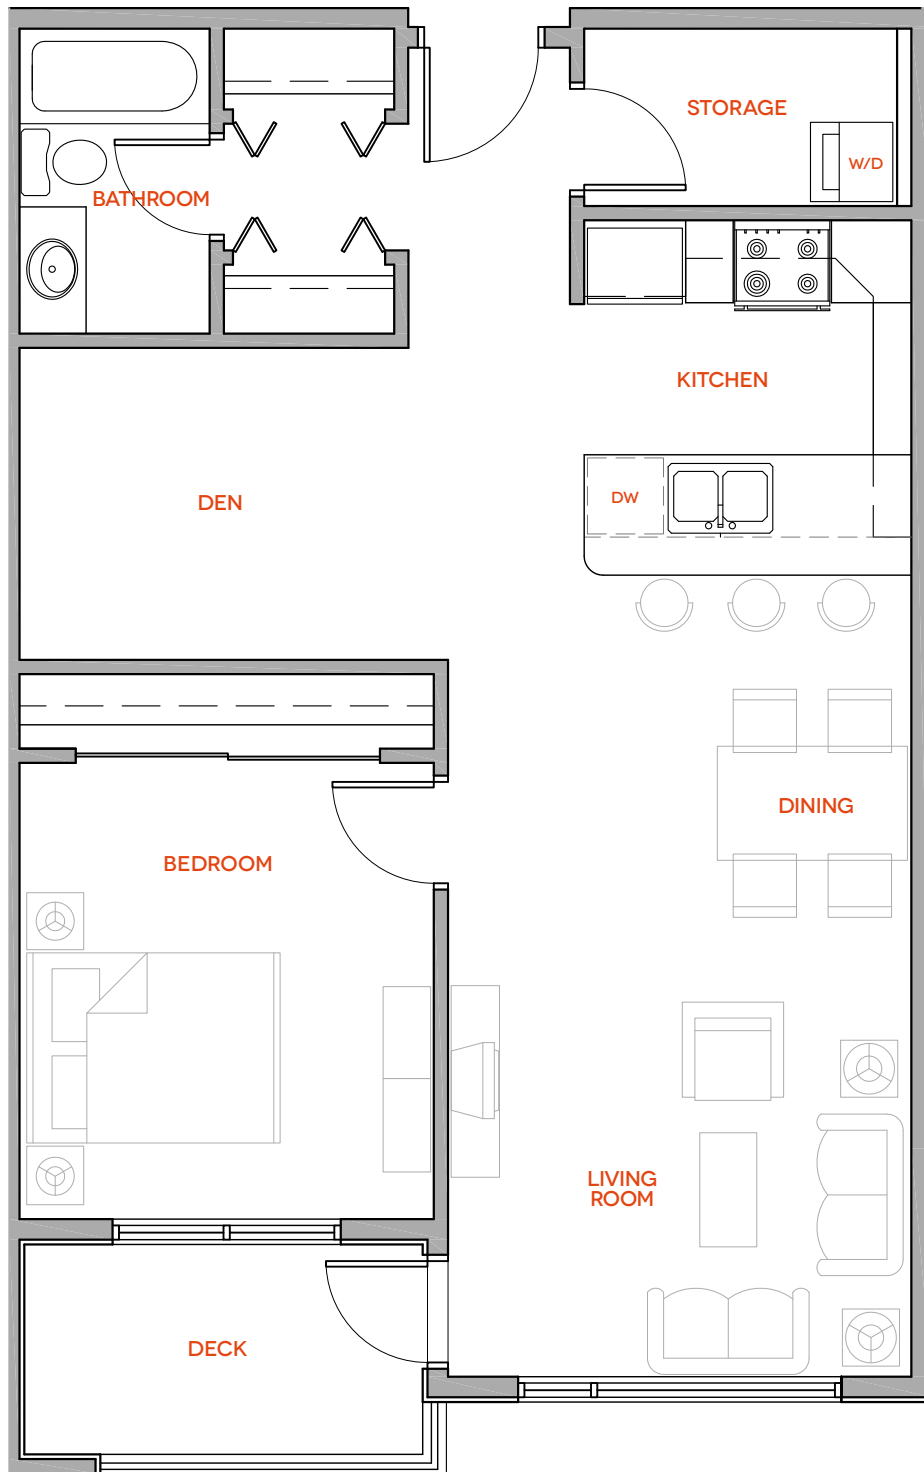 STORAGE
W/D
BATHROOM
KITCHEN
DW
DEN
DINING
BEDROOM
LIVING
ROOM
DECK